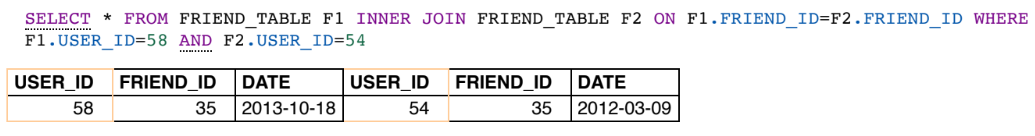 SELECT * FROM FRIEND_TABLE F1 INNER JOIN FRIEND_TABLE F2 ON F1.FRIEND_ID=F2.FRIEND_ID WHERE
F1.USER_ID=58 AND F2.USER_ID=54
USER_ID FRIEND_ID DATE USER_ID FRIEND_ID DATE
58 35 2013-10-18 54 35 2012-03-09